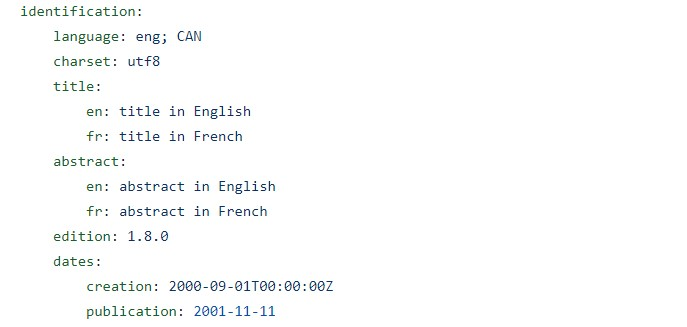 identification:
    language: eng; CAN
    charset: utf8
    title:
        en: title in English
        fr: title in French
    abstract:
        en: abstract in English
        fr: abstract in French
    edition: 1.8.0
    dates:
        creation: 2000-09-01T00:00:00Z
        publication: 2001-11-11